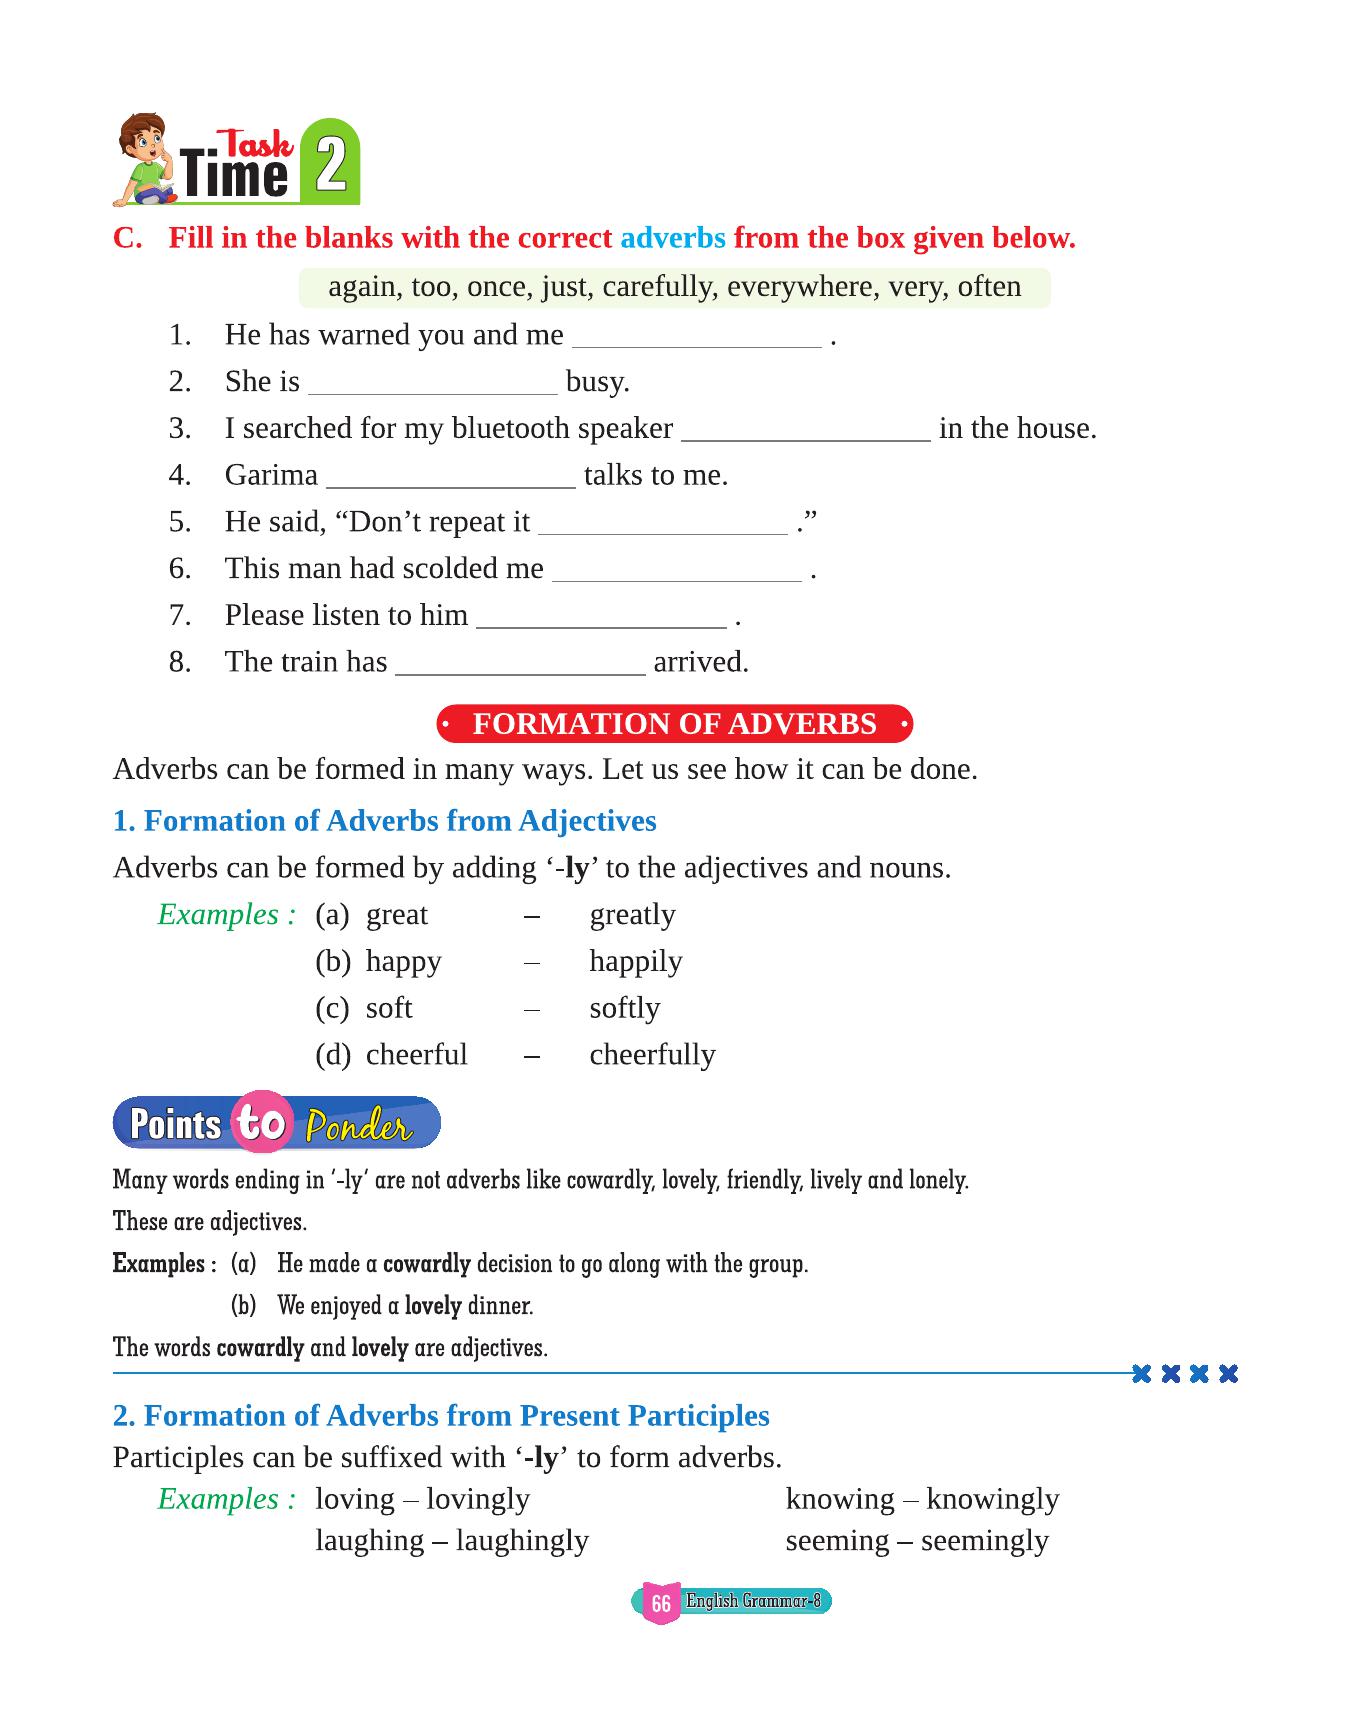 Task
Time 2
C. Fill in the blanks with the correct adverbs from the box given below.
again, too, once, just, carefully, everywhere, very, often
1. He has warned you and me ________________ .
2. She is ________________ busy.
3. I searched for my bluetooth speaker ________________ in the house.
4. Garima ________________ talks to me.
5. He said, “Don’t repeat it ________________ .”
6. This man had scolded me ________________ .
7. Please listen to him ________________ .
8. The train has ________________ arrived.
• FORMATION OF ADVERBS •
Adverbs can be formed in many ways. Let us see how it can be done.
1. Formation of Adverbs from Adjectives
Adverbs can be formed by adding ‘-ly’ to the adjectives and nouns.
Examples : (a) great – greatly
(b) happy – happily
(c) soft – softly
(d) cheerful – cheerfully
Points to Ponder
Many words ending in ‘-ly’ are not adverbs like cowardly, lovely, friendly, lively and lonely.
These are adjectives.
Examples : (a) He made a cowardly decision to go along with the group.
(b) We enjoyed a lovely dinner.
The words cowardly and lovely are adjectives.
2. Formation of Adverbs from Present Participles
Participles can be suffixed with ‘-ly’ to form adverbs.
Examples : loving – lovingly knowing – knowingly
laughing – laughingly seeming – seemingly
66 English Grammar-8